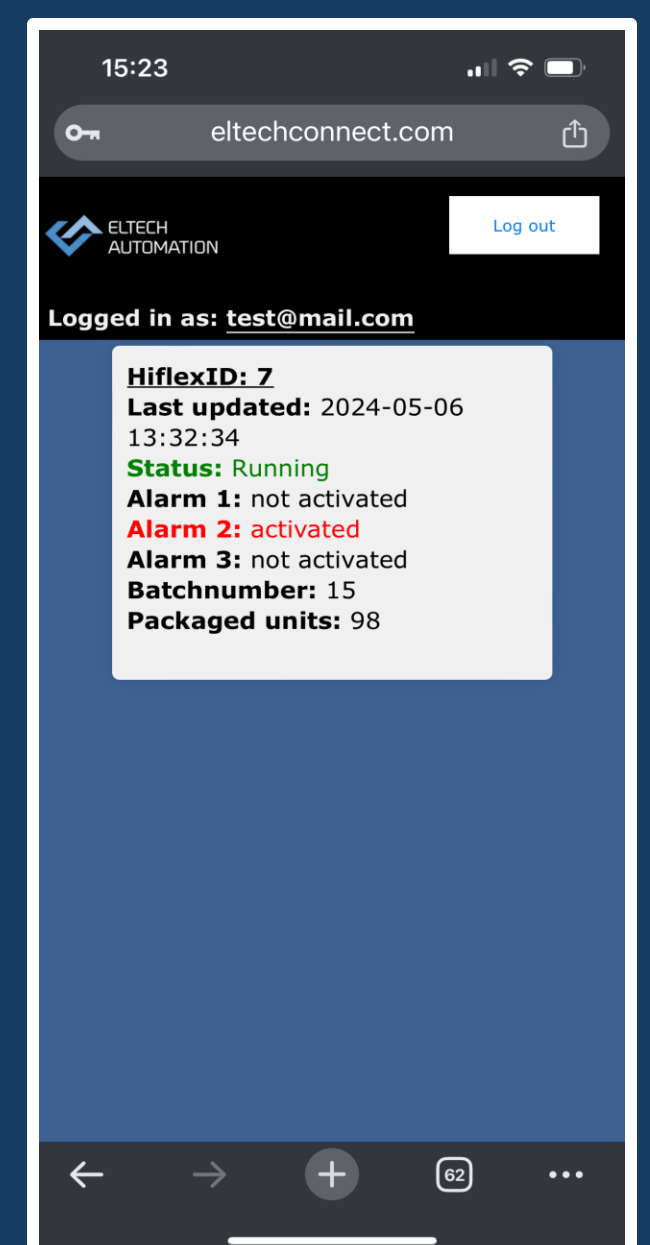 15:23
eltechconnect.com
ELTECH
AUTOMATION
Log out
Logged in as: test@mail.com
HiflexID: 7
Last updated: 2024-05-06
13:32:34
Status: Running
Alarm 1: not activated
Alarm 2: activated
Alarm 3: not activated
Batchnumber: 15
Packaged units: 98
62